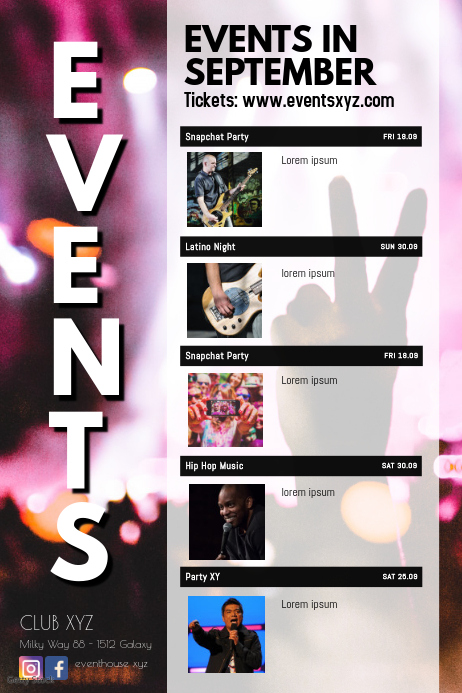 EVENTS
EVENTS IN
SEPTEMBER
Tickets: www.eventsxyz.com
Snapchat Party FRI 18.09
Lorem ipsum
Latino Night SUN 30.09
lorem ipsum
Snapchat Party FRI 18.09
Lorem ipsum
Hip Hop Music SAT 30.09
lorem ipsum
Party XY SAT 26.09
Lorem ipsum
CLUB XYZ
Milky Way 88 - 1512 Galaxy
eventhouse xyz